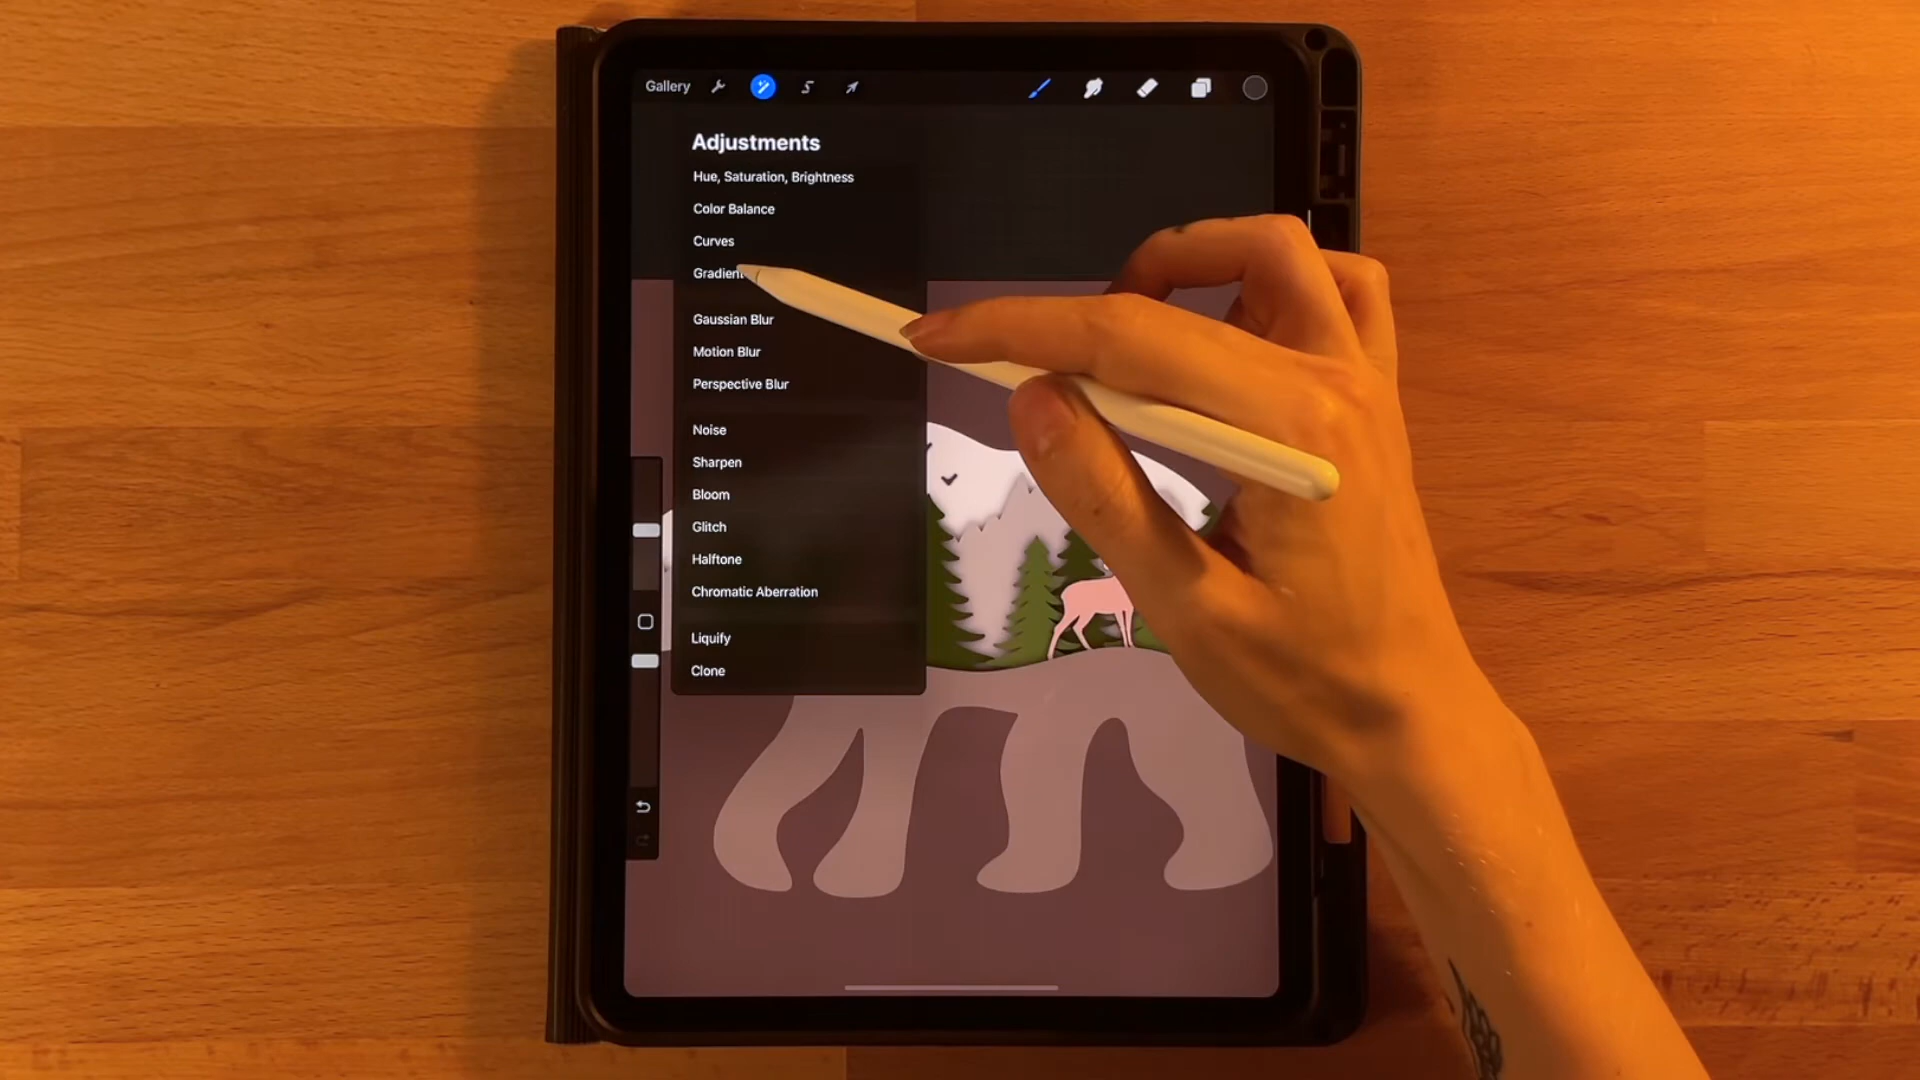 Gallery
Adjustments
Hue, Saturation, Brightness
Color Balance
Curves
Gradient
Gaussian Blur
Motion Blur
Perspective Blur
Noise
Sharpen
Bloom
Glitch
Halftone
Chromatic Aberration
Liquify
Clone